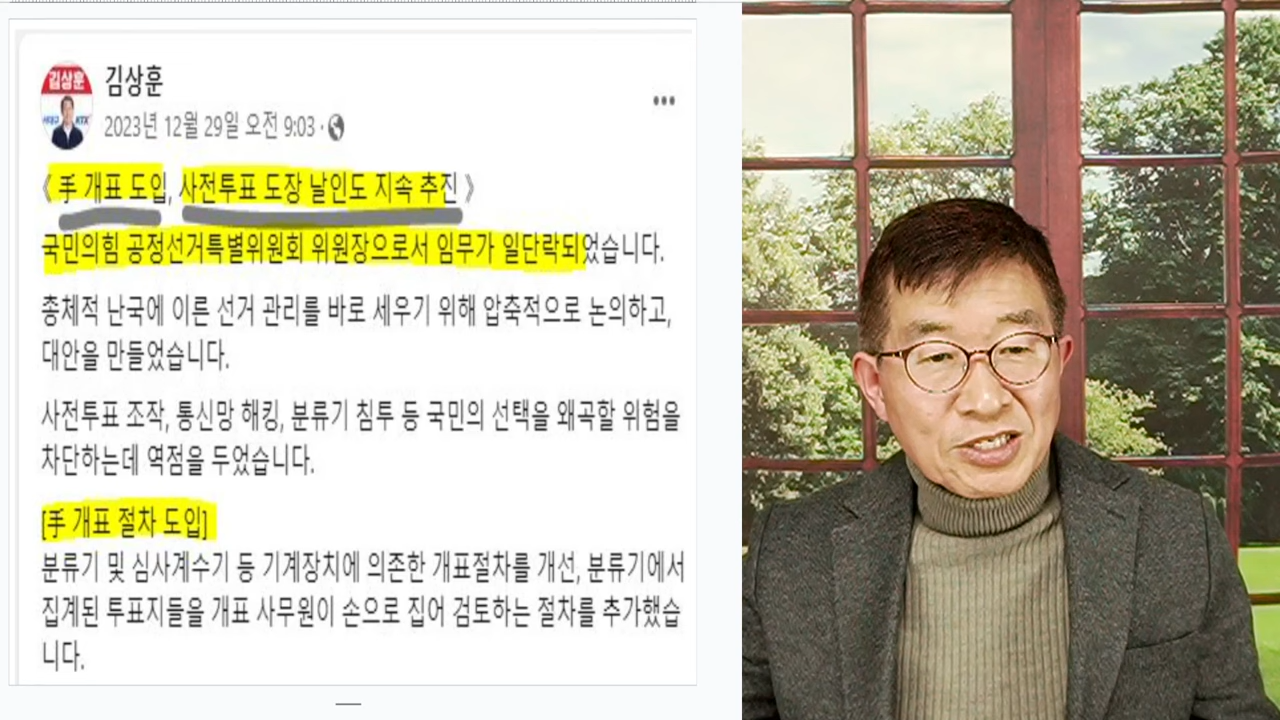 김상훈
김상훈
2023년 12월 29일 오전 9:03 ·
《 手 개표 도입, 사전투표 도장 날인도 지속 추진 》
국민의힘 공정선거특별위원회 위원장으로서 임무가 일단락되었습니다.
총체적 난국에 이른 선거 관리를 바로 세우기 위해 압축적으로 논의하고,
대안을 만들었습니다.
사전투표 조작, 통신망 해킹, 분류기 침투 등 국민의 선택을 왜곡할 위험을
차단하는데 역점을 두었습니다.
[手 개표 절차 도입]
분류기 및 심사계수기 등 기계장치에 의존한 개표절차를 개선, 분류기에서
집계된 투표지들을 개표 사무원이 손으로 집어 검토하는 절차를 추가했습
니다.